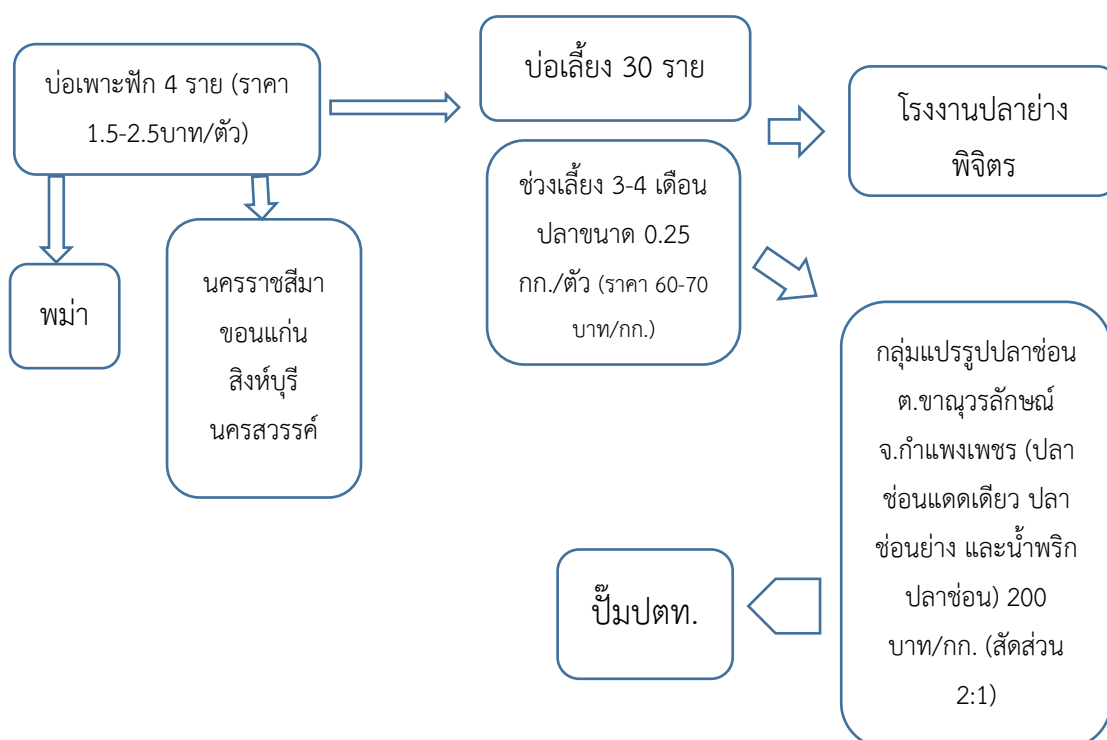 บ่อเพาะฟัก 4 ราย (ราคา
1.5-2.5บาท/ตัว)
บ่อเลี้ยง 30 ราย
โรงงานปลาย่าง
พิจิตร
ช่วงเลี้ยง 3-4 เดือน
ปลาขนาด 0.25
กก./ตัว (ราคา 60-70
บาท/กก.)
พม่า
นครราชสีมา
ขอนแก่น
สิงห์บุรี
นครสวรรค์
กลุ่มแปรรูปปลาช่อน
ต.ขาณุวรลักษณ์
จ.กำแพงเพชร (ปลา
ช่อนแดดเดียว ปลา
ช่อนย่าง และน้ำพริก
ปลาช่อน) 200
บาท/กก. (สัดส่วน
2:1)
ปั๊มปตท.